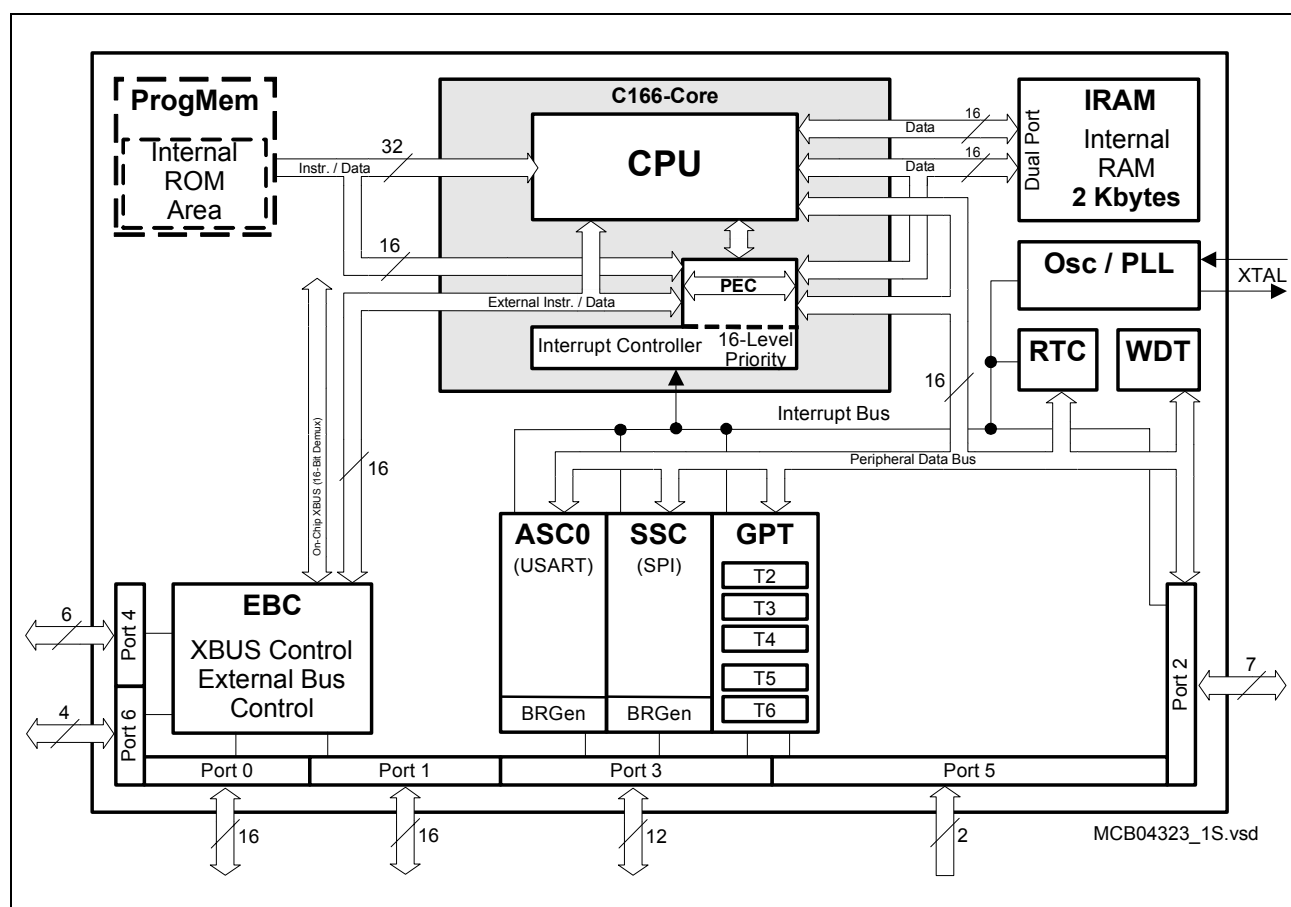 ProgMem
Internal
ROM
Area
C166-Core
CPU
IRAM
Internal
RAM
2 Kbytes
Dual Port
16
Data
16
Data
32
Instr. / Data
16
Osc / PLL
XTAL
PEC
External Instr. / Data
Interrupt Controller
16-Level
Priority
RTC
WDT
16
Interrupt Bus
Peripheral Data Bus
On-Chip XBUS (16-Bit Demux)
16
ASC0
(USART)
BRGen
SSC
(SPI)
BRGen
GPT
T2
T3
T4
T5
T6
EBC
XBUS Control
External Bus
Control
6
Port 4
4
Port 6
Port 2
7
Port 0
Port 1
Port 3
Port 5
16
16
12
2
MCB04323_1S.vsd